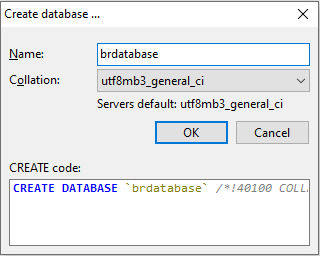 Create database ...
Name:
brdatabase
Collation:
utf8mb3_general_ci
Servers default: utf8mb3_general_ci
OK
Cancel
CREATE code:
CREATE DATABASE `brdatabase` /*!40100 COLL